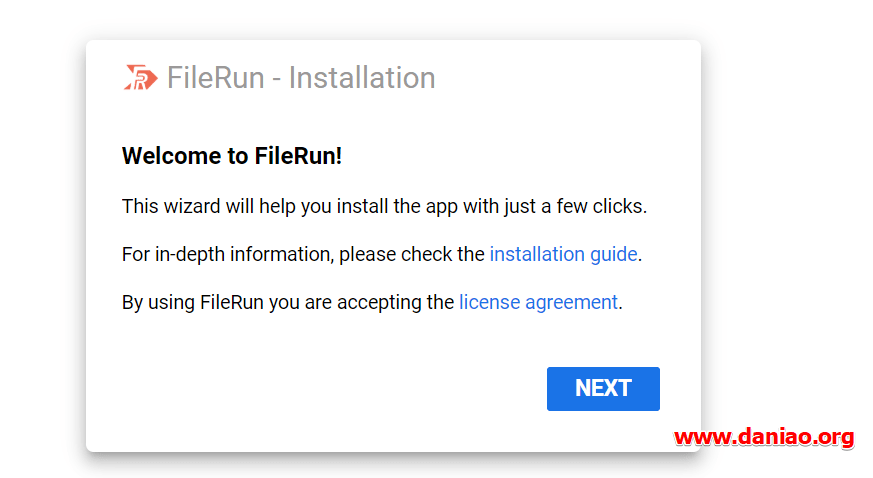 FileRun - Installation
Welcome to FileRun!
This wizard will help you install the app with just a few clicks.
For in-depth information, please check the installation guide.
By using FileRun you are accepting the license agreement.
NEXT
www.daniao.org